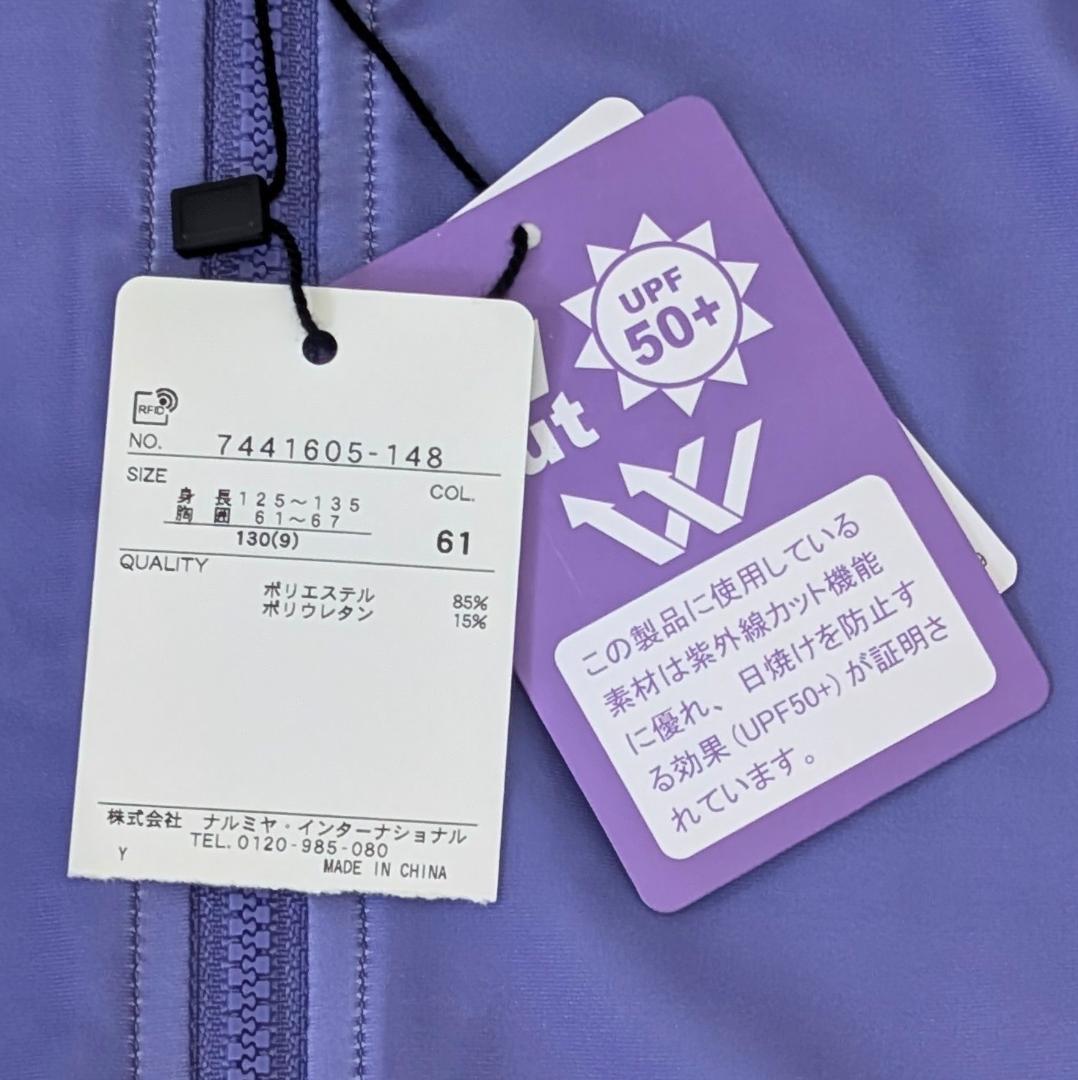 RFID
NO. 7441605-148
SIZE
身長125～135
胸囲 61～67
130(9)
COL.
61
QUALITY
ポリエステル 85%
ポリウレタン 15%
株式会社 ナルミヤ・インターナショナル
TEL.0120-985-080
Y
MADE IN CHINA
UPF
50+
ut
この製品に使用している
素材は紫外線カット機能
に優れ、日焼けを防止す
る効果(UPF50+)が証明さ
れています。